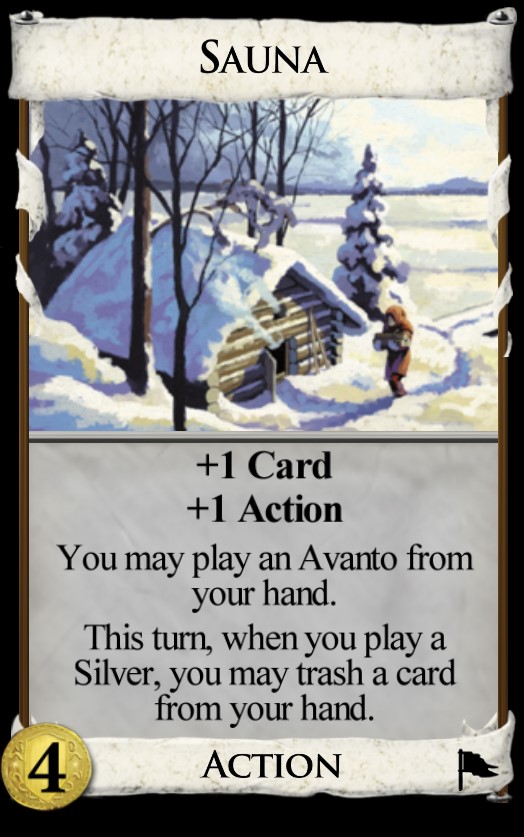 Sauna
+1 Card
+1 Action
You may play an Avanto from
your hand.
This turn, when you play a
Silver, you may trash a card
from your hand.
4
Action